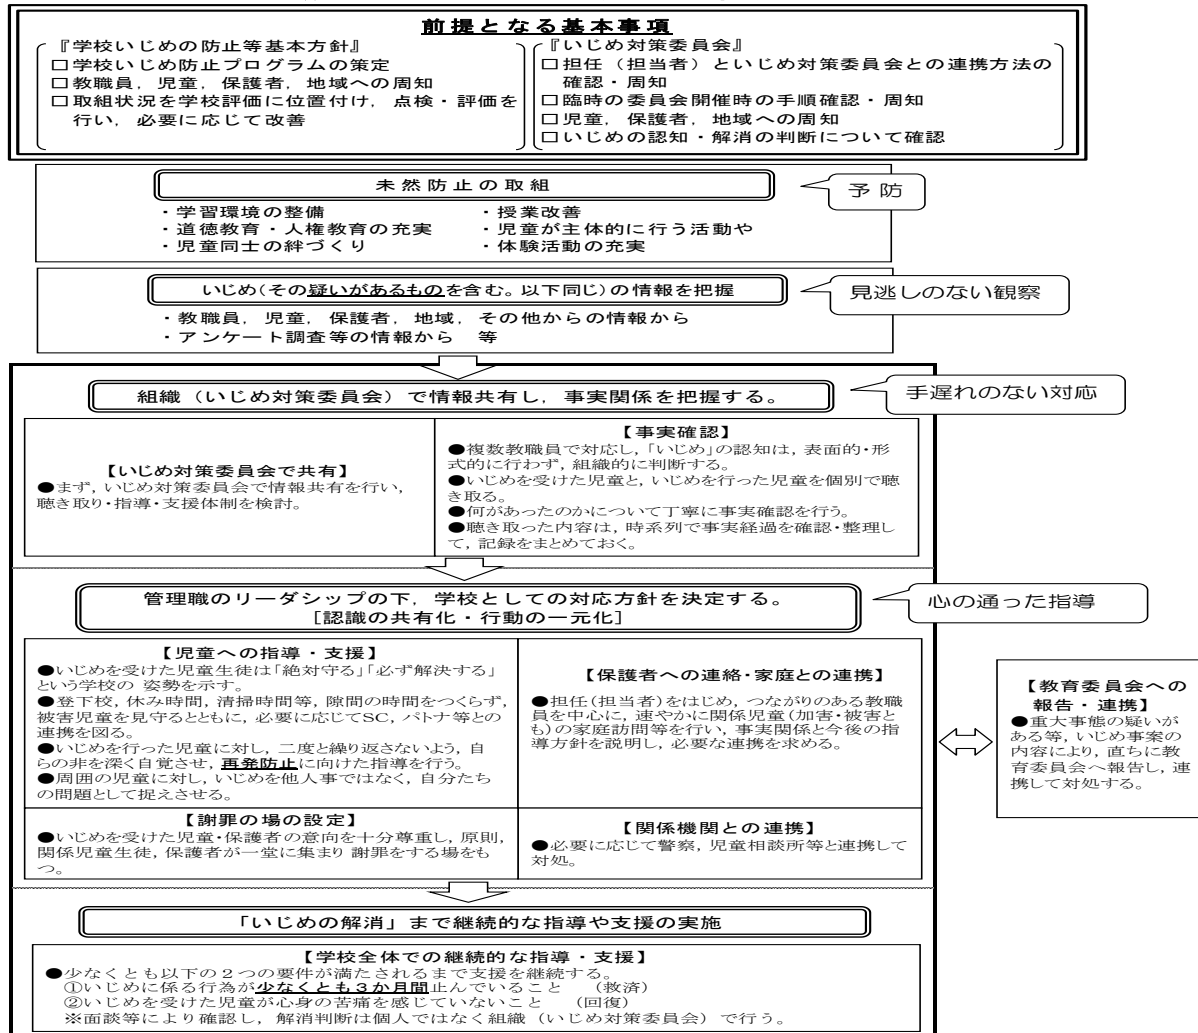 前提となる基本事項
『学校いじめの防止等基本方針』
□学校いじめ防止プログラムの策定
□教職員，児童，保護者，地域への周知
□取組状況を学校評価に位置付け，点検・評価を
行い，必要に応じて改善
『いじめ対策委員会』
□担任（担当者）といじめ対策委員会との連携方法の
確認・周知
□臨時の委員会開催時の手順確認・周知
□児童，保護者，地域への周知
□いじめの認知・解消の判断について確認
未然防止の取組
予防
・学習環境の整備
・道徳教育・人権教育の充実
・児童同士の絆づくり
・授業改善
・児童が主体的に行う活動や
・体験活動の充実
いじめ（その疑いがあるものを含む。以下同じ）の情報を把握
見逃しのない観察
・教職員，児童，保護者，地域，その他からの情報から
・アンケート調査等の情報から　等
組織（いじめ対策委員会）で情報共有し，事実関係を把握する。
手遅れのない対応
【いじめ対策委員会で共有】
●まず，いじめ対策委員会で情報共有を行い，
聴き取り・指導・支援体制を検討。
【事実確認】
●複数教職員で対応し，「いじめ」の認知は，表面的・形
式的に行わず，組織的に判断する。
●いじめを受けた児童と，いじめを行った児童を個別で聴
き取る。
●何があったのかについて丁寧に事実確認を行う。
●聴き取った内容は，時系列で事実経過を確認・整理し
て，記録をまとめておく。
管理職のリーダシップの下，学校としての対応方針を決定する。
［認識の共有化・行動の一元化］
心の通った指導
【児童への指導・支援】
●いじめを受けた児童生徒は「絶対守る」「必ず解決する」
という学校の 姿勢を示す。
●登下校，休み時間，清掃時間等，隙間の時間をつくらず，
被害児童を見守るとともに，必要に応じてSC，パトナ等との
連携を図る。
●いじめを行った児童に対し，二度と繰り返さないよう，自
らの非を深く自覚させ，再発防止に向けた指導を行う。
●周囲の児童に対し，いじめを他人事ではなく，自分たち
の問題として捉えさせる。
【保護者への連絡・家庭との連携】
●担任（担当者）をはじめ，つながりのある教職
員を中心に，速やかに関係児童（加害・被害と
も）の家庭訪問等を行い，事実関係と今後の指
導方針を説明し，必要な連携を求める。
【教育委員会への
報告・連携】
●重大事態の疑いが
ある等，いじめ事案の
内容により，直ちに教
育委員会へ報告し，連
携して対処する。
【謝罪の場の設定】
●いじめを受けた児童・保護者の意向を十分尊重し，原則，
関係児童生徒，保護者が一堂に集まり 謝罪をする場をも
つ。
【関係機関との連携】
●必要に応じて警察，児童相談所等と連携して
対処。
「いじめの解消」まで継続的な指導や支援の実施
【学校全体での継続的な指導・支援】
●少なくとも以下の２つの要件が満たされるまで支援を継続する。
①いじめに係る行為が少なくとも３か月間止んでいること　（救済）
②いじめを受けた児童が心身の苦痛を感じていないこと　（回復）
※面談等により確認し，解消判断は個人ではなく組織（いじめ対策委員会）で行う。